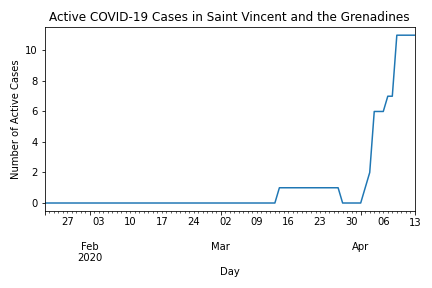 Active COVID-19 Cases in Saint Vincent and the Grenadines
Number of Active Cases
10
8
6
4
2
0
27 03 10 17 24 02 09 16 23 30 06 13
Feb Mar Apr
2020
Day